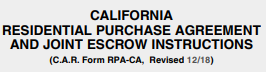 CALIFORNIA
RESIDENTIAL PURCHASE AGREEMENT
AND JOINT ESCROW INSTRUCTIONS
(C.A.R. Form RPA-CA, Revised 12/18)